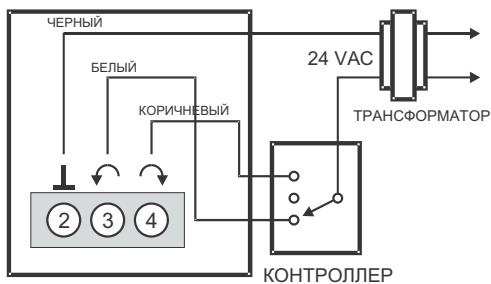 ЧЕРНЫЙ
БЕЛЫЙ
24 VAC
КОРИЧНЕВЫЙ
ТРАНСФОРМАТОР
2 3 4
КОНТРОЛЛЕР